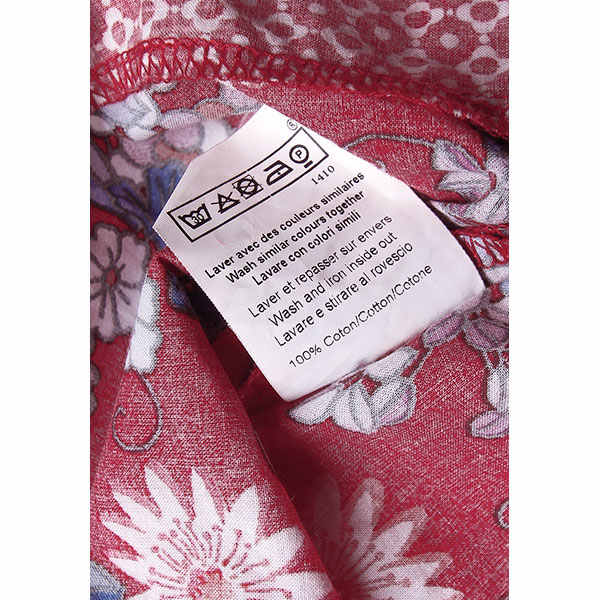 ®
30 P
1410
Laver avec des couleurs similaires
Wash similar colours together
Lavare con colori simili
Laver et repasser sur envers
Wash and iron inside out
Lavare e stirare al rovescio
100% Coton/Cotton/Cotone